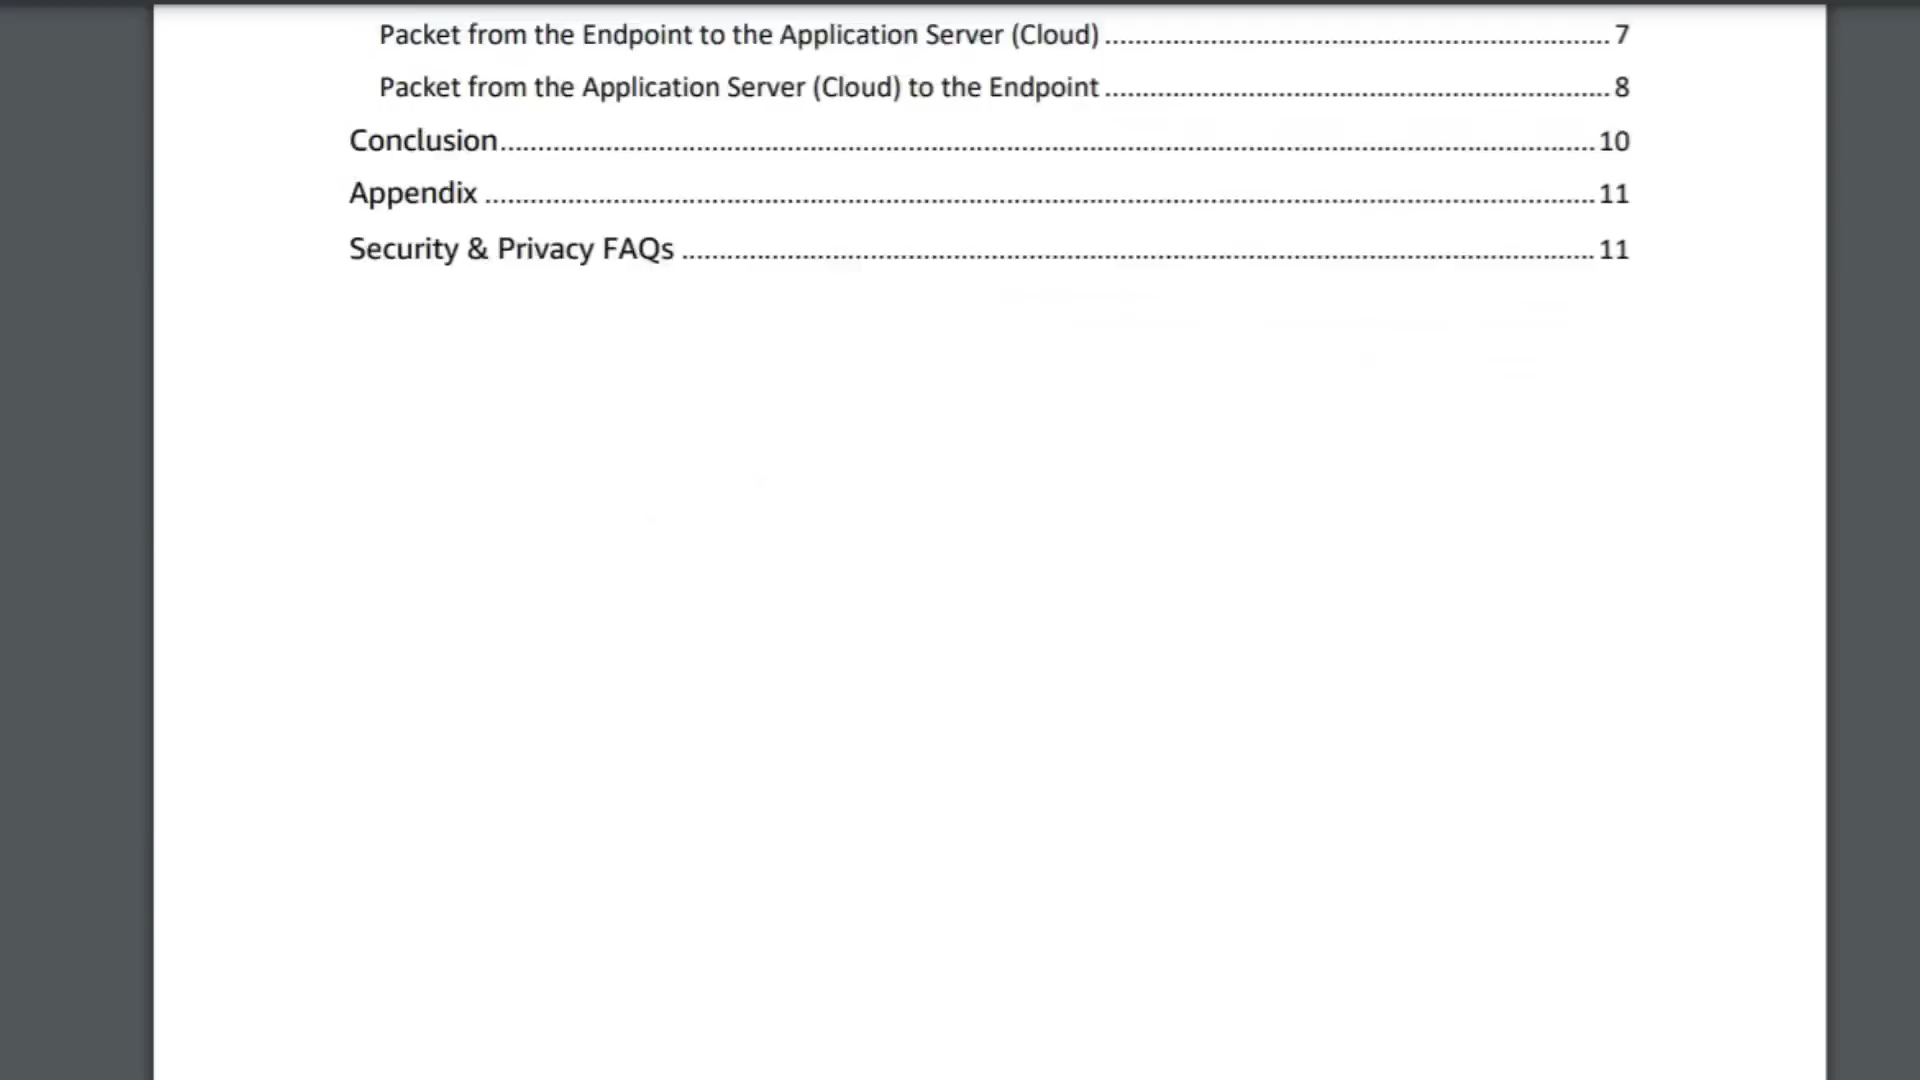 Packet from the Endpoint to the Application Server (Cloud) ........................................................... 7
Packet from the Application Server (Cloud) to the Endpoint ........................................................... 8
Conclusion ........................................................... 10
Appendix ........................................................... 11
Security & Privacy FAQs ........................................................... 11